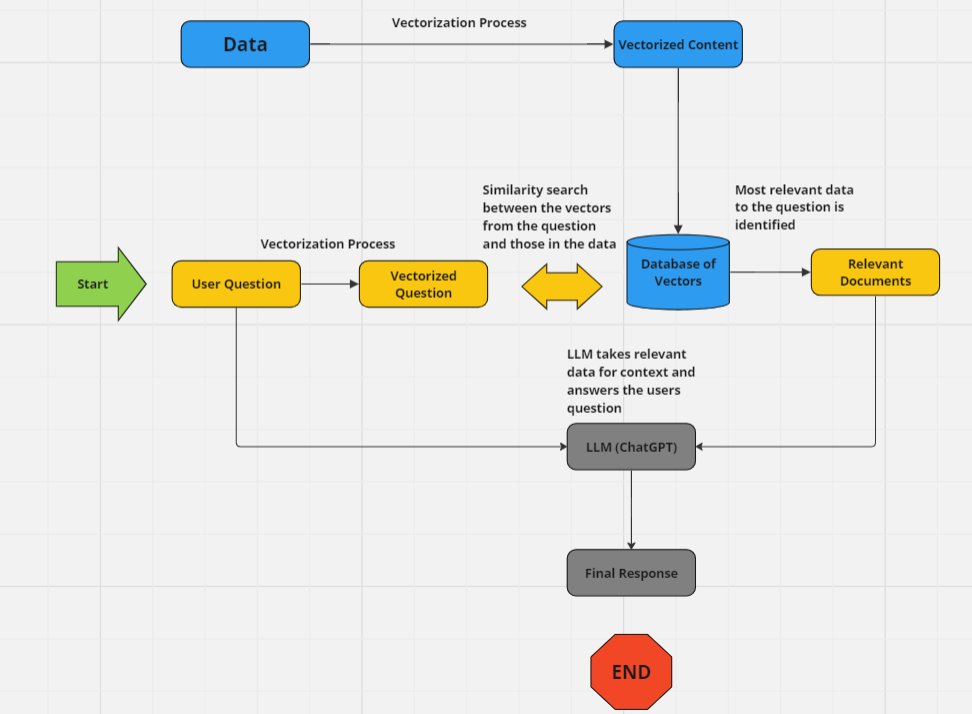 Vectorization Process
Data
Vectorized Content
Similarity search
between the vectors
from the question
and those in the data
Most relevant data
to the question is
identified
Vectorization Process
Start
User Question
Vectorized
Question
Database of
Vectors
Relevant
Documents
LLM takes relevant
data for context and
answers the users
question
LLM (ChatGPT)
Final Response
END